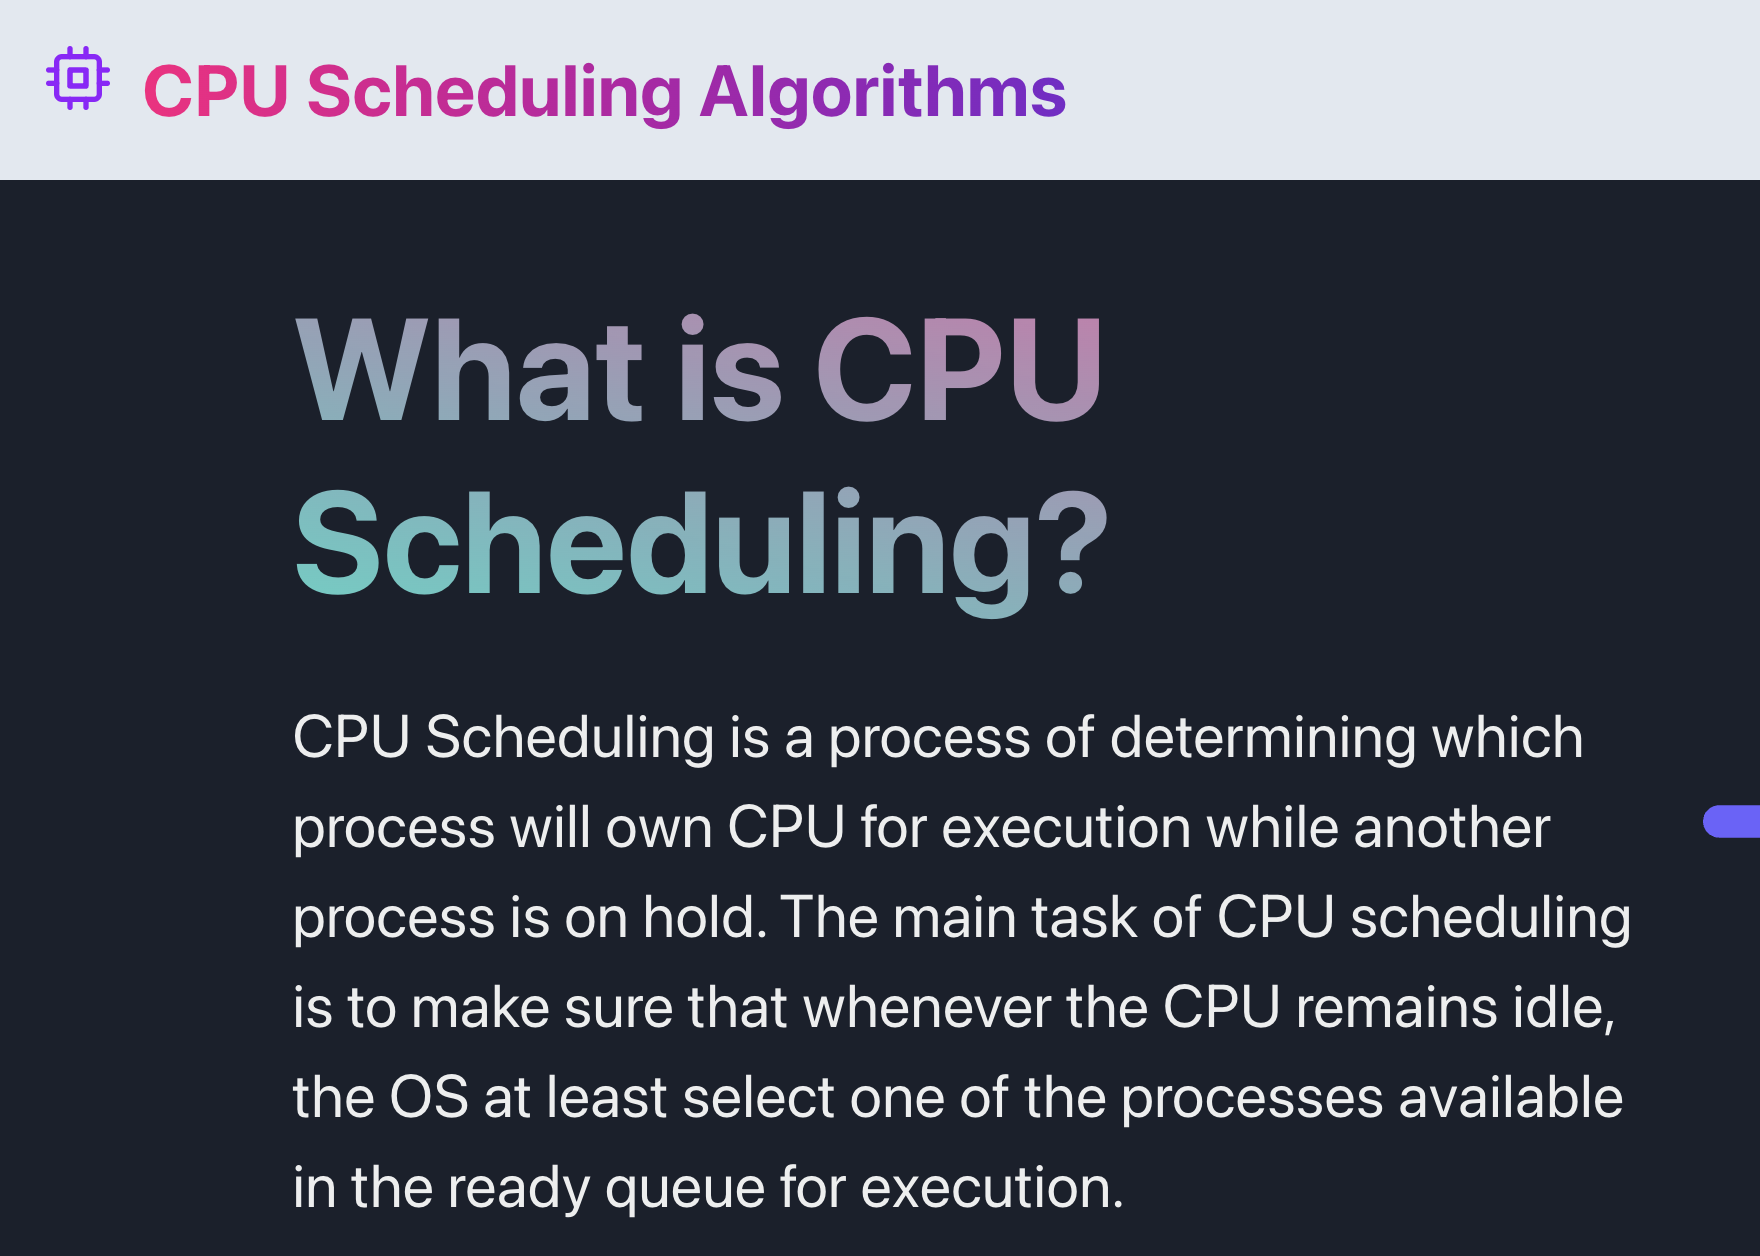 CPU Scheduling Algorithms
What is CPU
Scheduling?
CPU Scheduling is a process of determining which
process will own CPU for execution while another
process is on hold. The main task of CPU scheduling
is to make sure that whenever the CPU remains idle,
the OS at least select one of the processes available
in the ready queue for execution.